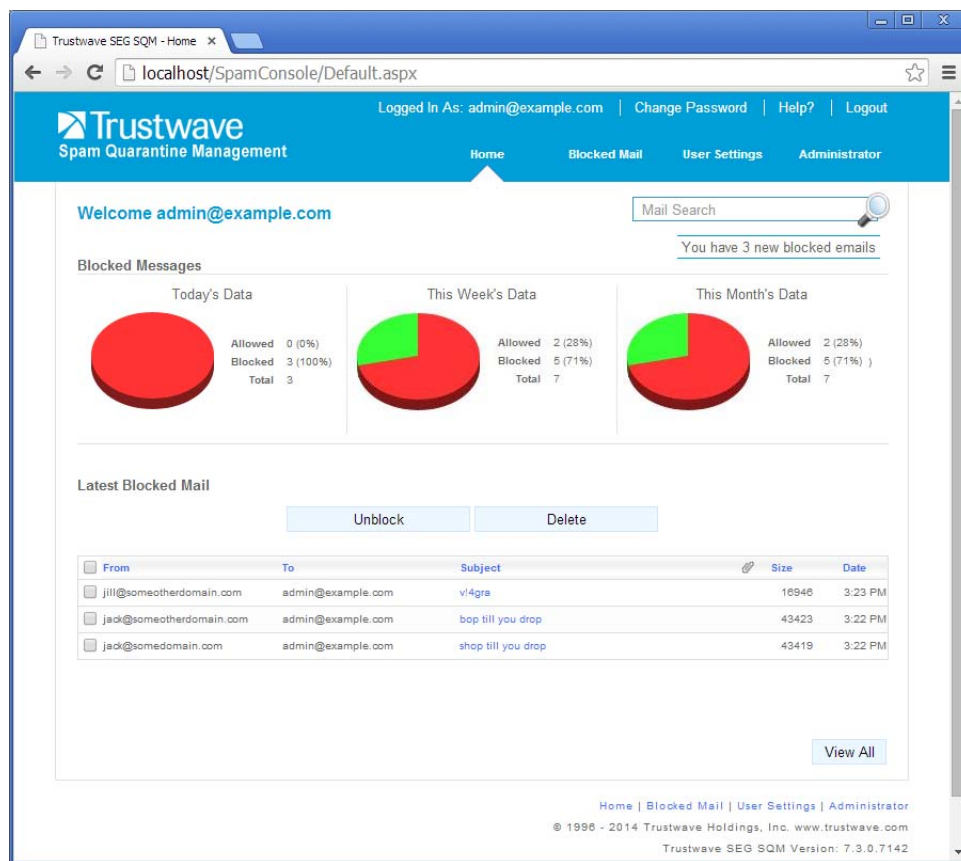 Trustwave SEG SQM - Home
localhost/SpamConsole/Default.aspx
Logged In As: admin@example.com | Change Password | Help? | Logout
Trustwave
Spam Quarantine Management
Home Blocked Mail User Settings Administrator
Welcome admin@example.com
Mail Search
You have 3 new blocked emails
Blocked Messages
Today's Data
Allowed 0 (0%)
Blocked 3 (100%)
Total 3
This Week's Data
Allowed 2 (28%)
Blocked 5 (71%)
Total 7
This Month's Data
Allowed 2 (28%)
Blocked 5 (71%) )
Total 7
Latest Blocked Mail
Unblock Delete
From To Subject Size Date
jill@someotherdomain.com admin@example.com v!4gra 16946 3:23 PM
jack@someotherdomain.com admin@example.com bop till you drop 43423 3:22 PM
jack@somedomain.com admin@example.com shop till you drop 43419 3:22 PM
View All
Home | Blocked Mail | User Settings | Administrator
© 1996 - 2014 Trustwave Holdings, Inc. www.trustwave.com
Trustwave SEG SQM Version: 7.3.0.7142